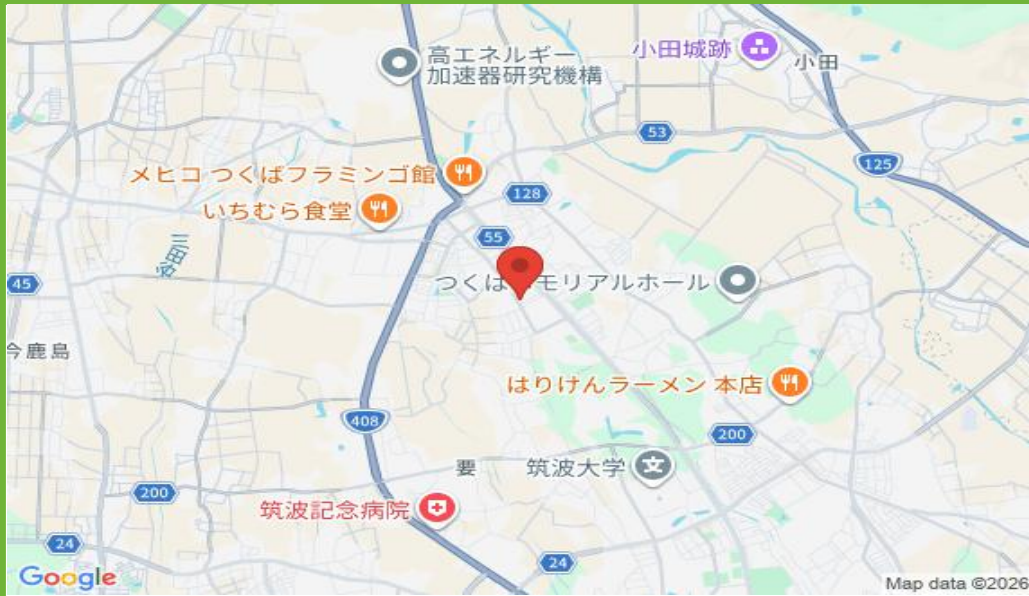 高エネルギー
加速器研究機構
小田城跡
小田
53
125
メヒコ つくばフラミンゴ館
128
いちむら食堂
55
三田谷
45
つくば モリアルホール
今鹿島
はりけんラーメン 本店
408
200
要
筑波大学
200
筑波記念病院
24
24
Google
Map data ©2026